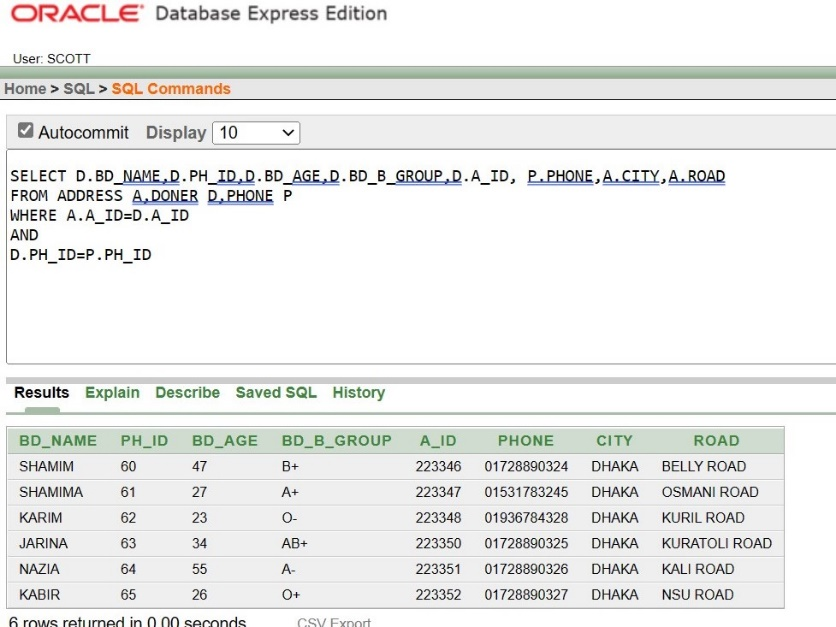 ORACLE Database Express Edition
User: SCOTT
Home > SQL > SQL Commands
Autocommit Display 10
SELECT D.BD_NAME,D.PH_ID,D.BD_AGE,D.BD_B_GROUP,D.A_ID, P.PHONE,A.CITY,A.ROAD
FROM ADDRESS A,DONER D,PHONE P
WHERE A.A_ID=D.A_ID
AND
D.PH_ID=P.PH_ID
Results Explain Describe Saved SQL History
BD_NAME PH_ID BD_AGE BD_B_GROUP A_ID PHONE CITY ROAD
SHAMIM 60 47 B+ 223346 01728890324 DHAKA BELLY ROAD
SHAMIMA 61 27 A+ 223347 01531783245 DHAKA OSMANI ROAD
KARIM 62 23 O- 223348 01936784328 DHAKA KURIL ROAD
JARINA 63 34 AB+ 223350 01728890325 DHAKA KURATOLI ROAD
NAZIA 64 55 A- 223351 01728890326 DHAKA KALI ROAD
KABIR 65 26 O+ 223352 01728890327 DHAKA NSU ROAD
6 rows returned in 0.00 seconds CSV Export